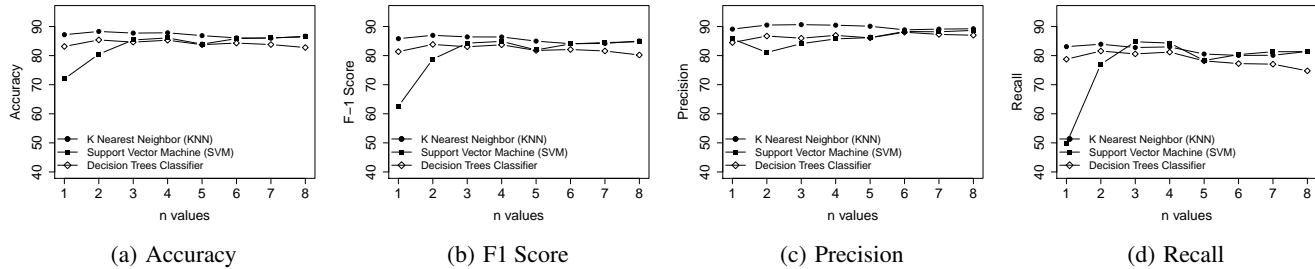 Accuracy
40 50 60 70 80 90
K Nearest Neighbor (KNN)
Support Vector Machine (SVM)
Decision Trees Classifier
1 2 3 4 5 6 7 8
n values
(a) Accuracy
F−1 Score
40 50 60 70 80 90
K Nearest Neighbor (KNN)
Support Vector Machine (SVM)
Decision Trees Classifier
1 2 3 4 5 6 7 8
n values
(b) F1 Score
Precision
40 50 60 70 80 90
K Nearest Neighbor (KNN)
Support Vector Machine (SVM)
Decision Trees Classifier
1 2 3 4 5 6 7 8
n values
(c) Precision
Recall
40 50 60 70 80 90
K Nearest Neighbor (KNN)
Support Vector Machine (SVM)
Decision Trees Classifier
1 2 3 4 5 6 7 8
n values
(d) Recall